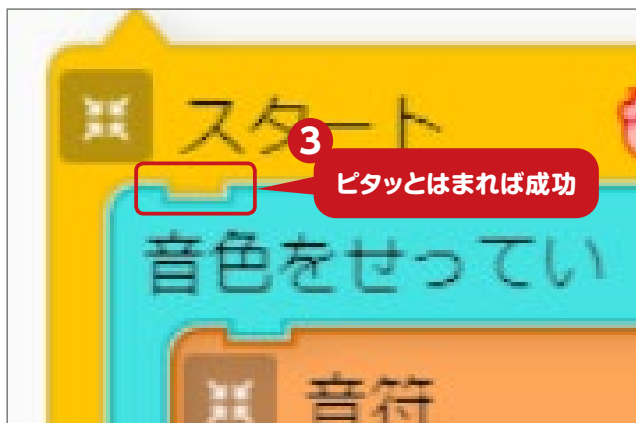 スタート
3
ピタッとはまれば成功
音色をせってい
音符